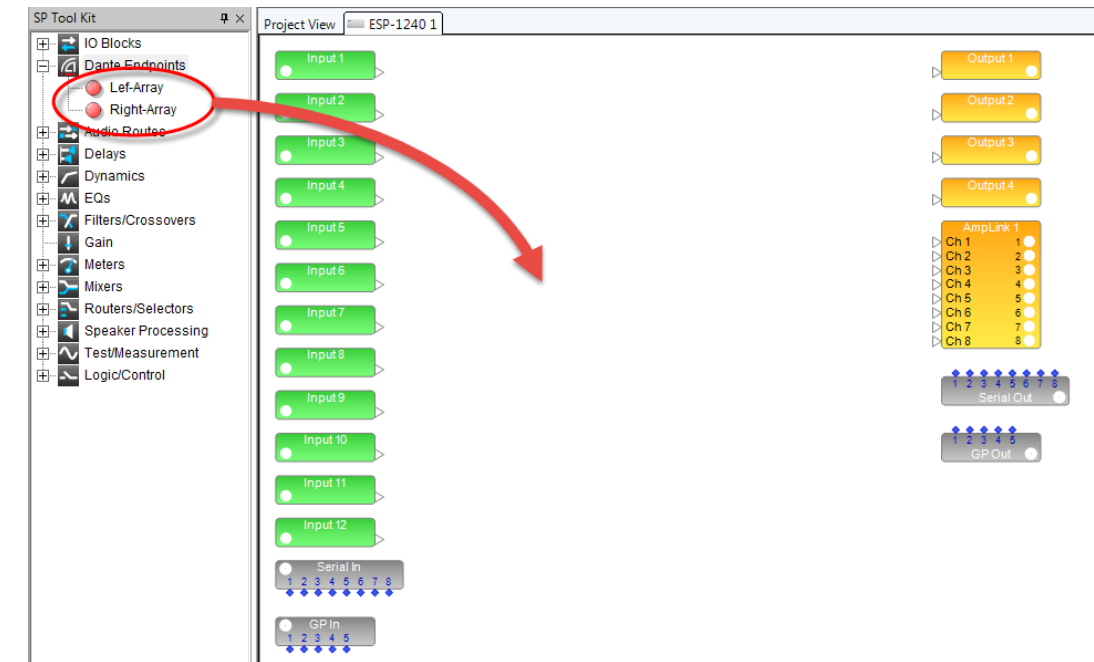 SP Tool Kit
IO Blocks
Dante Endpoints
Lef-Array
Right-Array
Audio Routes
Delays
Dynamics
EQs
Filters/Crossovers
Gain
Meters
Mixers
Routers/Selectors
Speaker Processing
Test/Measurement
Logic/Control
Project View
ESP-1240 1
Input 1
Input 2
Input 3
Input 4
Input 5
Input 6
Input 7
Input 8
Input 9
Input 10
Input 11
Input 12
Serial In
1 2 3 4 5 6 7 8
GP In
1 2 3 4 5
Output 1
Output 2
Output 3
Output 4
AmpLink 1
Ch 1 1
Ch 2 2
Ch 3 3
Ch 4 4
Ch 5 5
Ch 6 6
Ch 7 7
Ch 8 8
1 2 3 4 5 6 7 8
Serial Out
1 2 3 4 5
GP Out